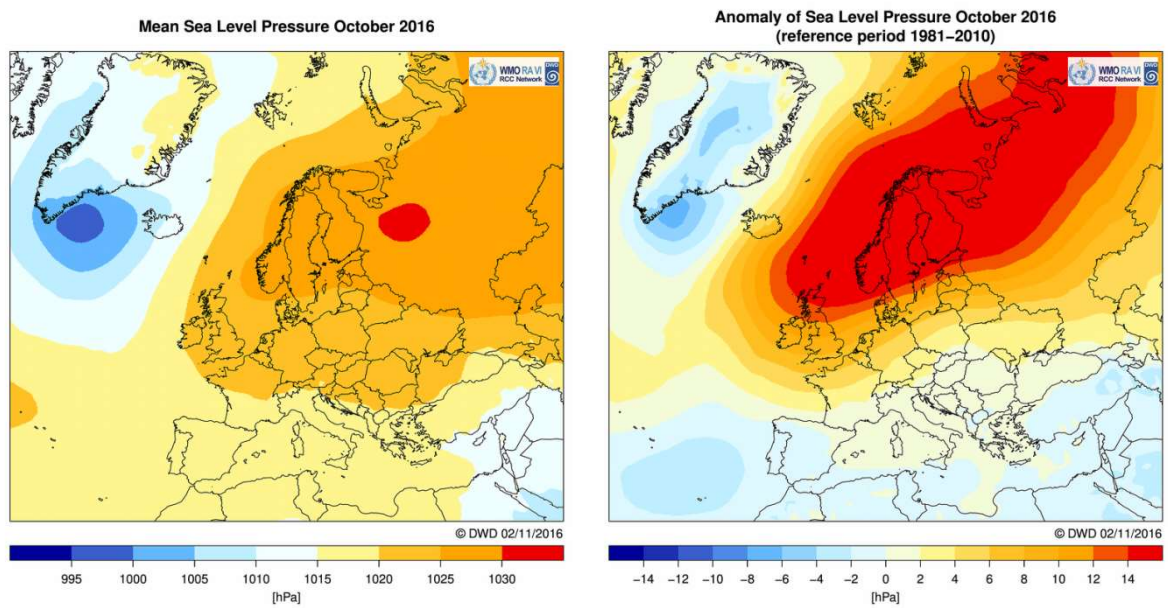 Mean Sea Level Pressure October 2016
WMO RA VI
RCC Network
DWD
© DWD 02/11/2016
995 1000 1005 1010 1015 1020 1025 1030
[hPa]
Anomaly of Sea Level Pressure October 2016
(reference period 1981−2010)
WMO RA VI
RCC Network
DWD
© DWD 02/11/2016
−14 −12 −10 −8 −6 −4 −2 0 2 4 6 8 10 12 14
[hPa]